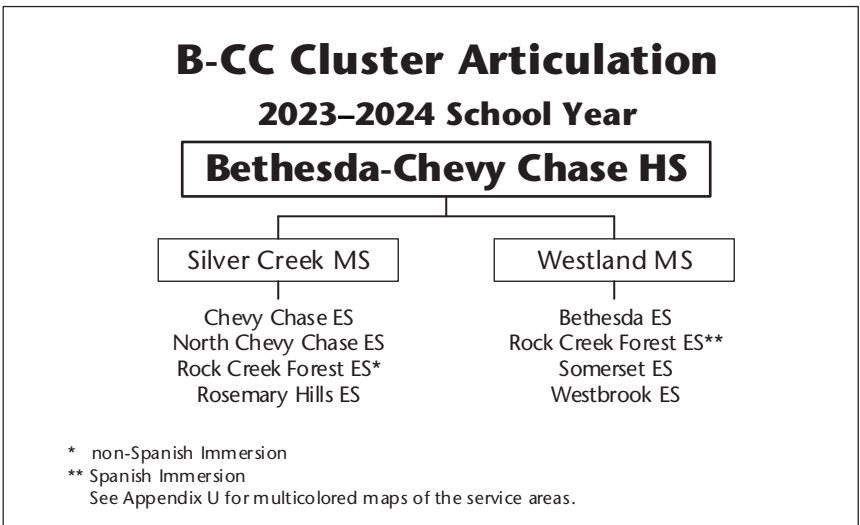 B-CC Cluster Articulation
2023–2024 School Year
Bethesda-Chevy Chase HS
Silver Creek MS
Chevy Chase ES
North Chevy Chase ES
Rock Creek Forest ES*
Rosemary Hills ES
Westland MS
Bethesda ES
Rock Creek Forest ES**
Somerset ES
Westbrook ES
* non-Spanish Immersion
** Spanish Immersion
See Appendix U for multicolored maps of the service areas.